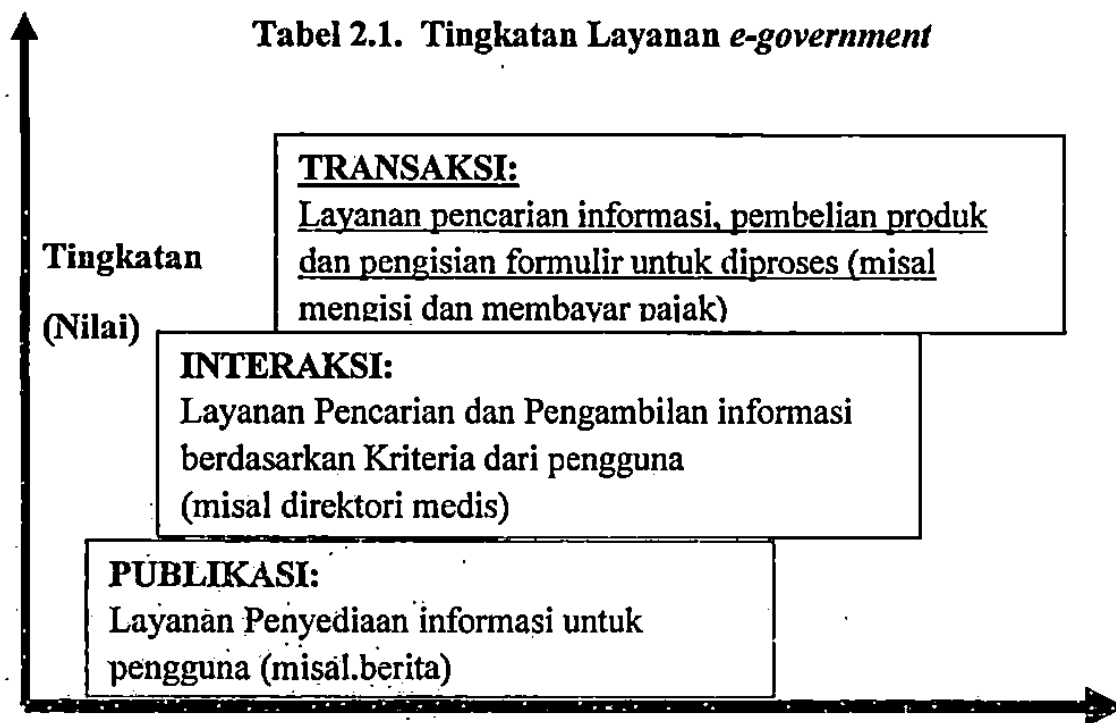 Tabel 2.1. Tingkatan Layanan e-government
TRANSAKSI:
Layanan pencarian informasi, pembelian produk
dan pengisian formulir untuk diproses (misal
mengisi dan membayar pajak)
Tingkatan
(Nilai)
INTERAKSI:
Layanan Pencarian dan Pengambilan informasi
berdasarkan Kriteria dari pengguna
(misal direktori medis)
PUBLIKASI:
Layanan Penyediaan informasi untuk
pengguna (misal.berita)